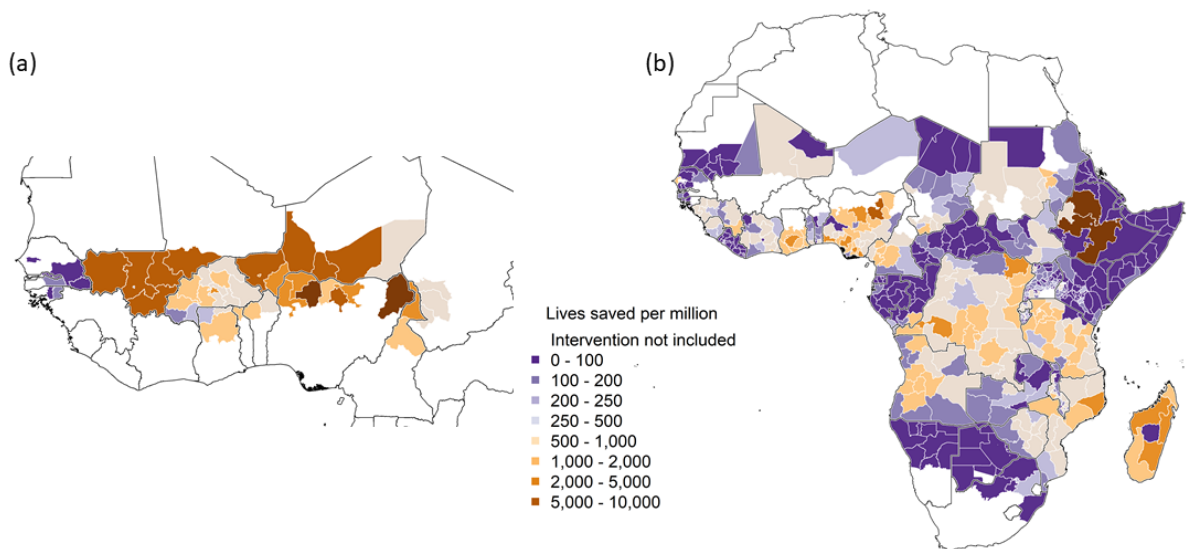 (a)
(b)
Lives saved per million
Intervention not included
0 - 100
100 - 200
200 - 250
250 - 500
500 - 1,000
1,000 - 2,000
2,000 - 5,000
5,000 - 10,000